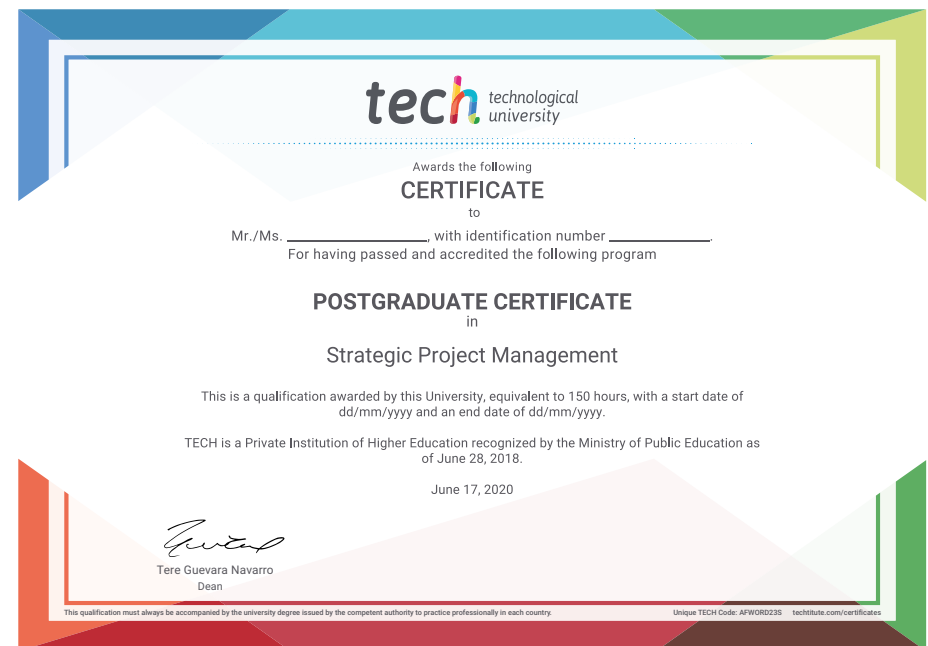 tech technological
university
Awards the following
CERTIFICATE
to
Mr./Ms. ____________________, with identification number ______________.
For having passed and accredited the following program
POSTGRADUATE CERTIFICATE
in
Strategic Project Management
This is a qualification awarded by this University, equivalent to 150 hours, with a start date of
dd/mm/yyyy and an end date of dd/mm/yyyy.
TECH is a Private Institution of Higher Education recognized by the Ministry of Public Education as
of June 28, 2018.
June 17, 2020
Tere Guevara Navarro
Dean
This qualification must always be accompanied by the university degree issued by the competent authority to practice professionally in each country. Unique TECH Code: AFWORD23S techtitute.com/certificates